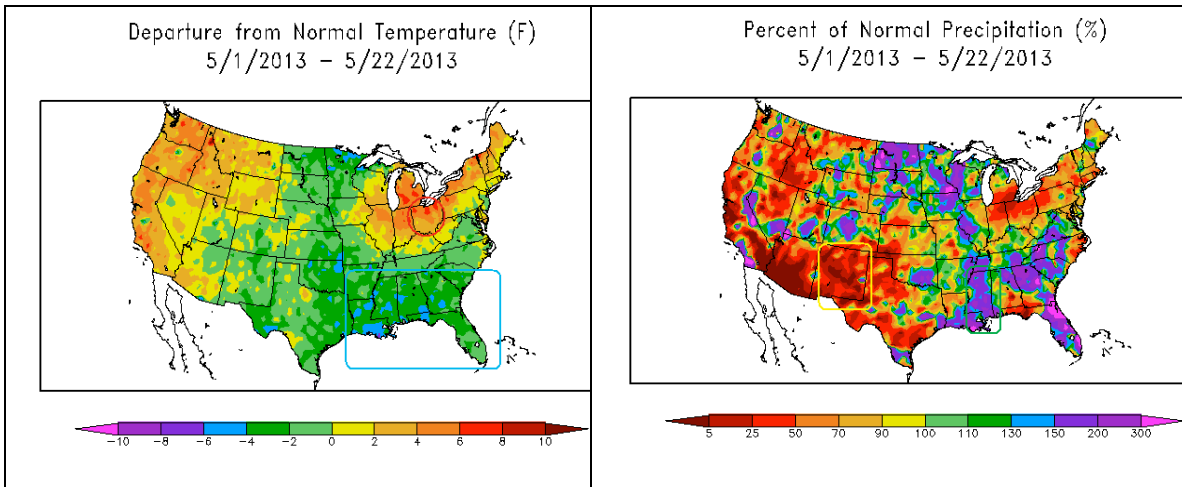 Departure from Normal Temperature (F)
5/1/2013 – 5/22/2013
-10 -8 -6 -4 -2 0 2 4 6 8 10
Percent of Normal Precipitation (%)
5/1/2013 – 5/22/2013
5 25 50 70 90 100 110 130 150 200 300